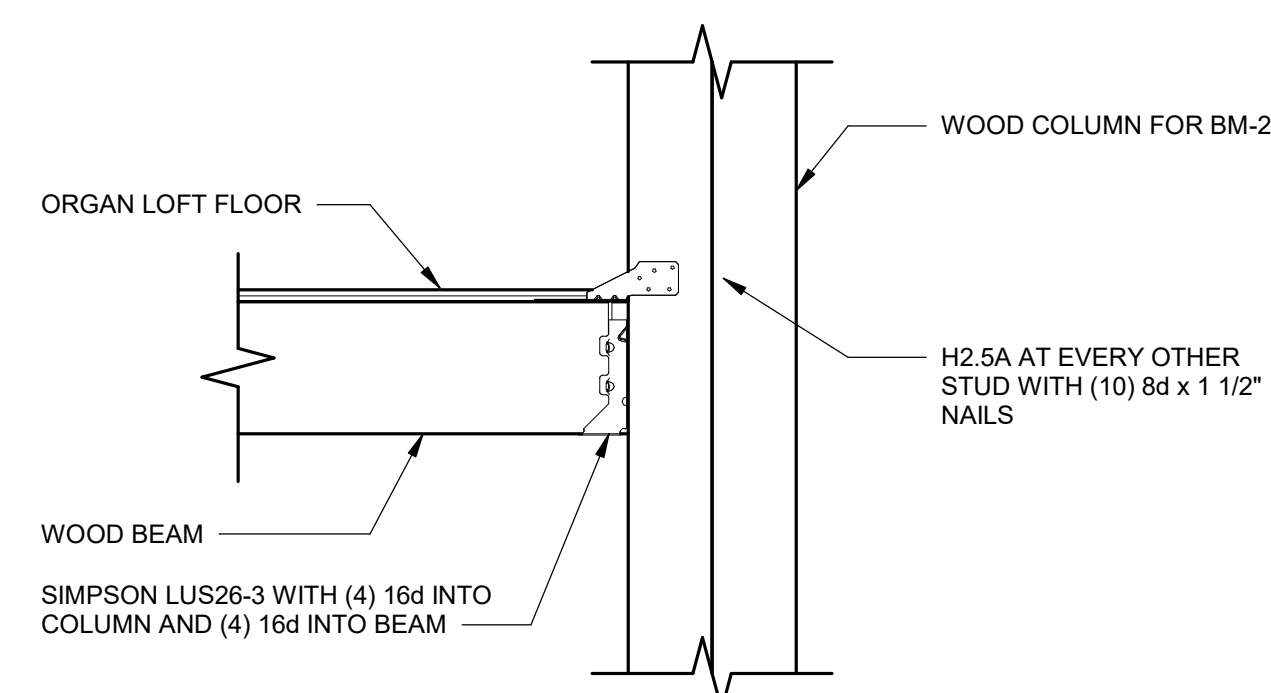 WOOD COLUMN FOR BM-2
ORGAN LOFT FLOOR
H2.5A AT EVERY OTHER
STUD WITH (10) 8d x 1 1/2"
NAILS
WOOD BEAM
SIMPSON LUS26-3 WITH (4) 16d INTO
COLUMN AND (4) 16d INTO BEAM